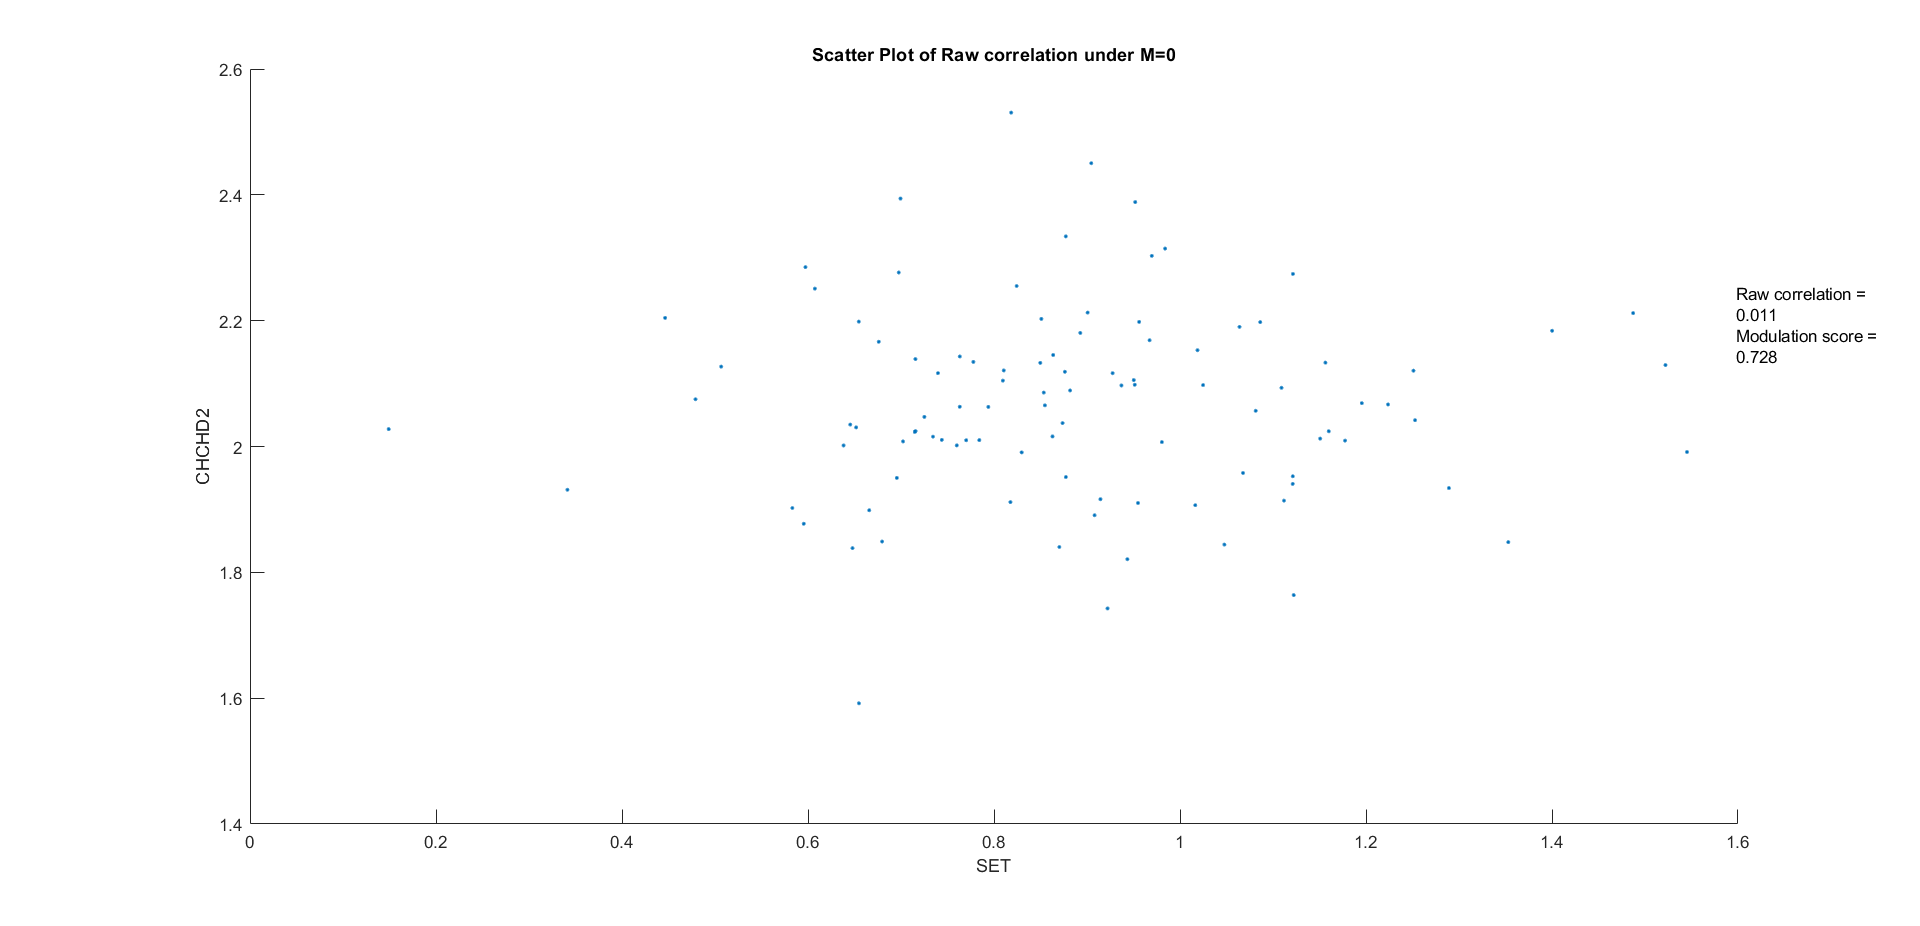 Scatter Plot of Raw correlation under M=0
2.6
2.4
2.2
2
1.8
1.6
1.4
CHCHD2
0 0.2 0.4 0.6 0.8 1 1.2 1.4 1.6
SET
Raw correlation =
0.011
Modulation score =
0.728